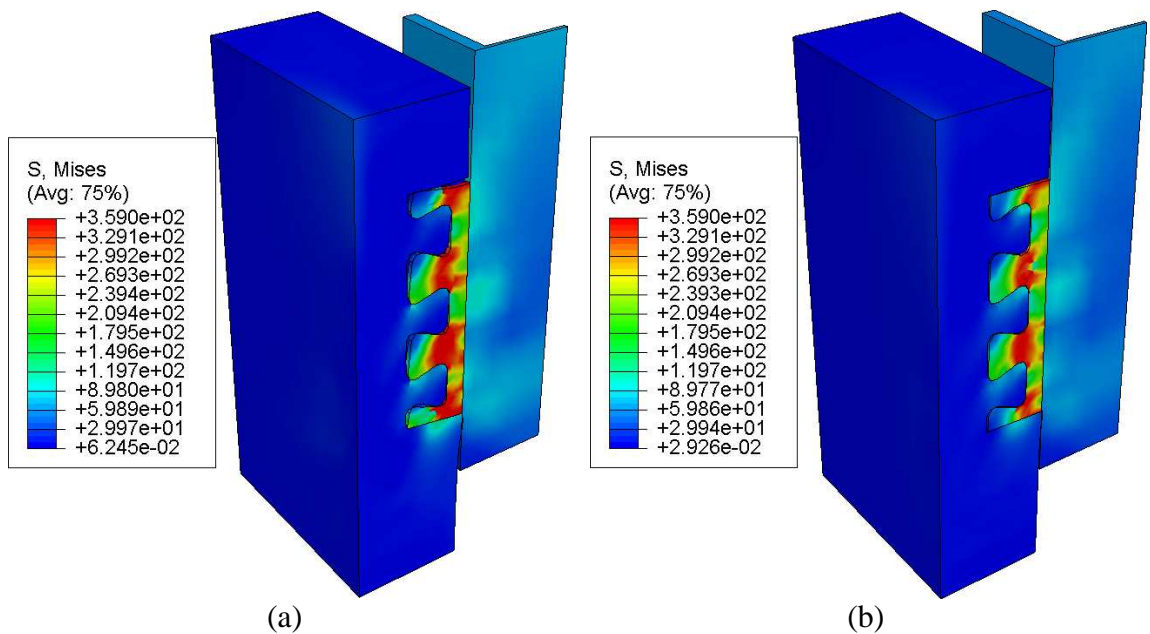 S, Mises
(Avg: 75%)
+3.590e+02
+3.291e+02
+2.992e+02
+2.693e+02
+2.394e+02
+2.094e+02
+1.795e+02
+1.496e+02
+1.197e+02
+8.980e+01
+5.989e+01
+2.997e+01
+6.245e-02
(a)
S, Mises
(Avg: 75%)
+3.590e+02
+3.291e+02
+2.992e+02
+2.693e+02
+2.393e+02
+2.094e+02
+1.795e+02
+1.496e+02
+1.197e+02
+8.977e+01
+5.986e+01
+2.994e+01
+2.926e-02
(b)